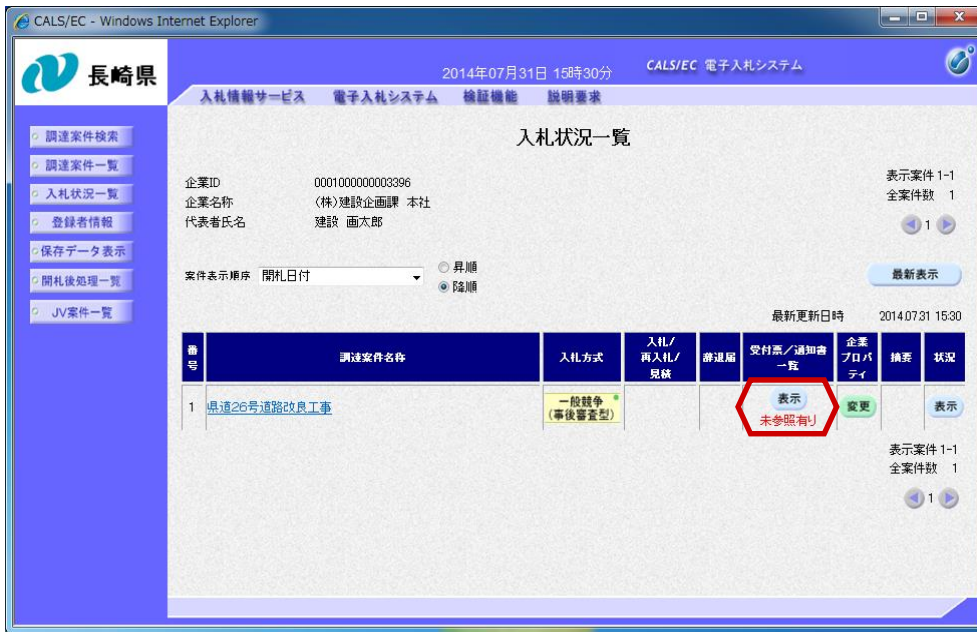 CALS/EC - Windows Internet Explorer
長崎県
2014年07月31日 15時30分
CALS/EC 電子入札システム
入札情報サービス 電子入札システム 検証機能 説明要求
調達案件検索
調達案件一覧
入札状況一覧
登録者情報
保存データ表示
開札後処理一覧
JV案件一覧
入札状況一覧
企業ID 0001000000003396
企業名称 (株)建設企画課 本社
代表者氏名 建設 画太郎
表示案件 1-1
全案件数 1
1
案件表示順序 開札日付
昇順
降順
最新表示
最新更新日時 2014.07.31 15:30
番号 調達案件名称 入札方式 入札/再入札/見積 辞退届 受付票/通知書一覧 企業プロパティ 摘要 状況
1 県道26号道路改良工事 一般競争(事後審査型) 表示 未参照有り 変更 表示
表示案件 1-1
全案件数 1
1